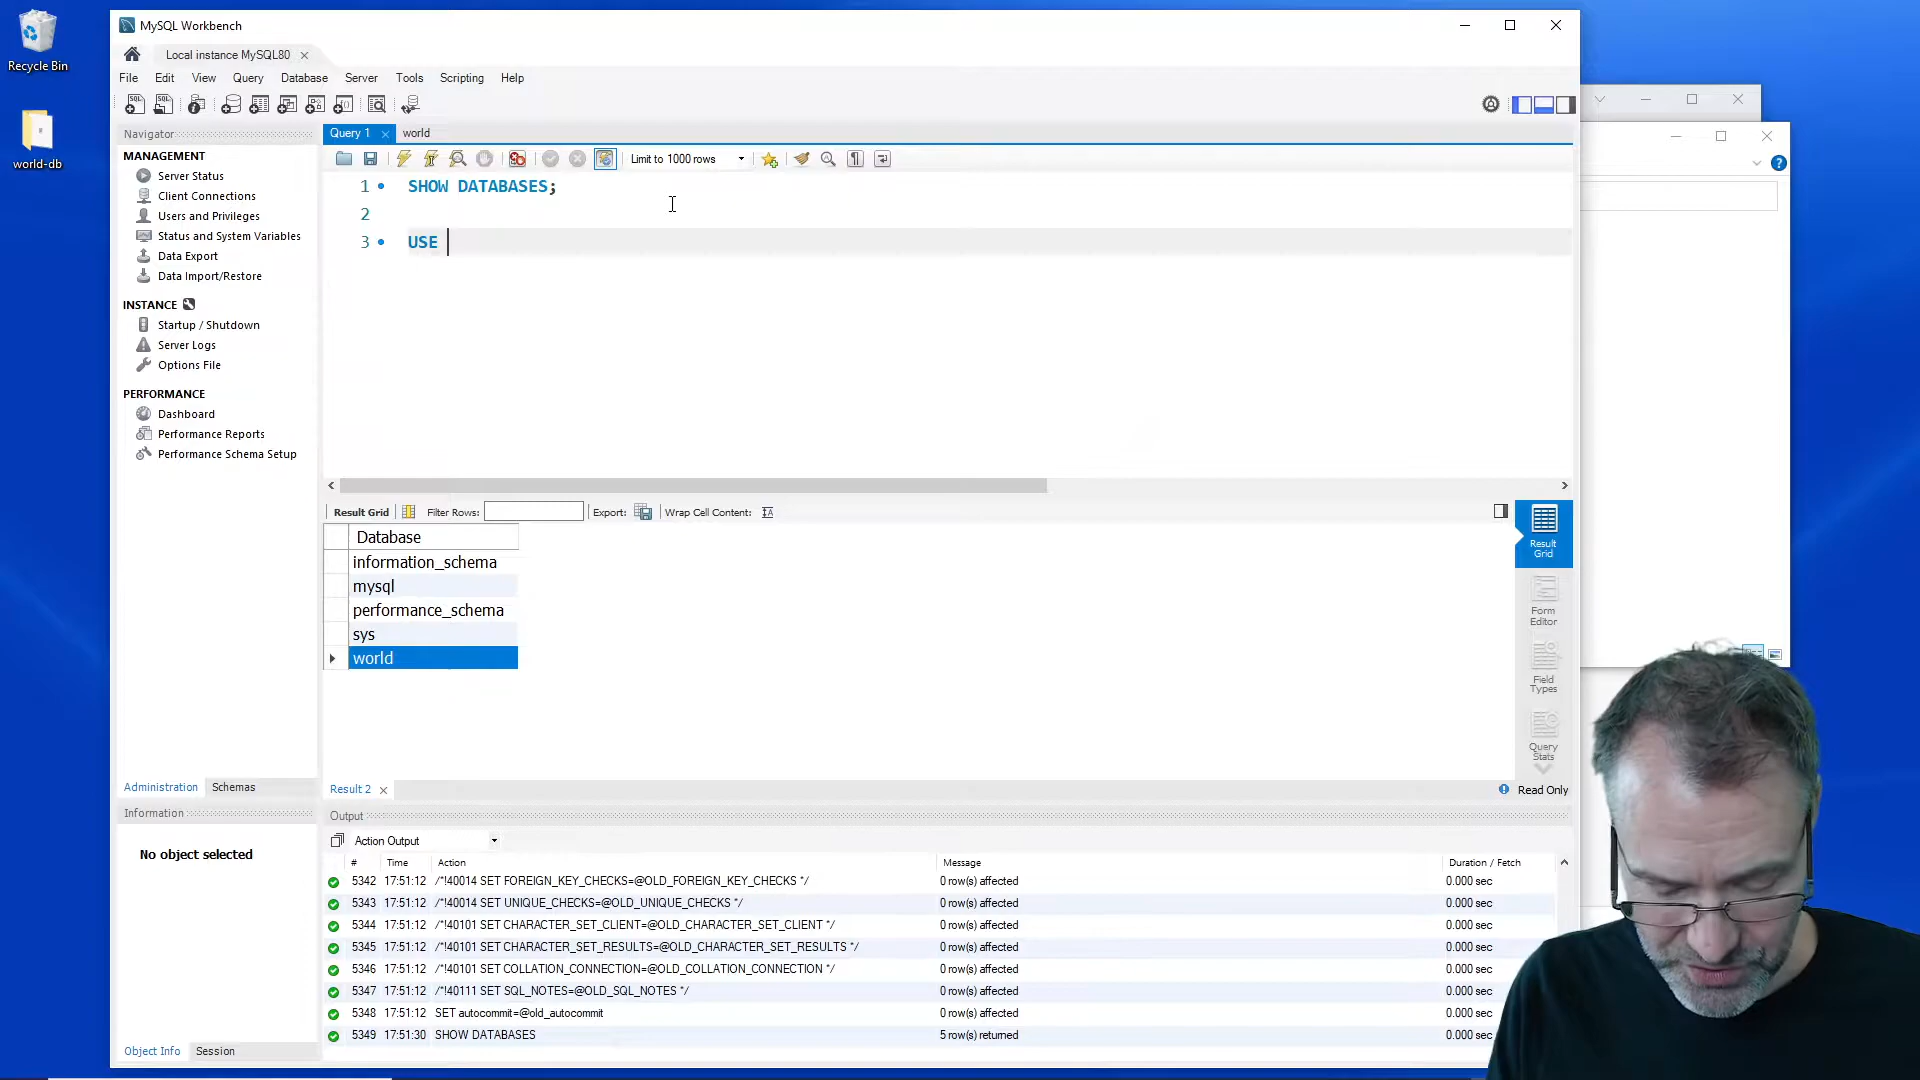 Recycle Bin
world-db
MySQL Workbench
Local instance MySQL80
File Edit View Query Database Server Tools Scripting Help
Navigator
MANAGEMENT
Server Status
Client Connections
Users and Privileges
Status and System Variables
Data Export
Data Import/Restore
INSTANCE
Startup / Shutdown
Server Logs
Options File
PERFORMANCE
Dashboard
Performance Reports
Performance Schema Setup
Administration Schemas
Information
No object selected
Object Info Session
Query 1 world
Limit to 1000 rows
1 SHOW DATABASES;
2
3 USE
Result Grid Filter Rows: Export: Wrap Cell Content:
Database
information_schema
mysql
performance_schema
sys
world
Result Grid
Form Editor
Field Types
Query Stats
Result 2 Read Only
Output
Action Output
# Time Action Message Duration / Fetch
5342 17:51:12 /*!40014 SET FOREIGN_KEY_CHECKS=@OLD_FOREIGN_KEY_CHECKS */ 0 row(s) affected 0.000 sec
5343 17:51:12 /*!40014 SET UNIQUE_CHECKS=@OLD_UNIQUE_CHECKS */ 0 row(s) affected 0.000 sec
5344 17:51:12 /*!40101 SET CHARACTER_SET_CLIENT=@OLD_CHARACTER_SET_CLIENT */ 0 row(s) affected 0.000 sec
5345 17:51:12 /*!40101 SET CHARACTER_SET_RESULTS=@OLD_CHARACTER_SET_RESULTS */ 0 row(s) affected 0.000 sec
5346 17:51:12 /*!40101 SET COLLATION_CONNECTION=@OLD_COLLATION_CONNECTION */ 0 row(s) affected 0.000 sec
5347 17:51:12 /*!40111 SET SQL_NOTES=@OLD_SQL_NOTES */ 0 row(s) affected 0.000 sec
5348 17:51:12 SET autocommit=@old_autocommit 0 row(s) affected 0.000 sec
5349 17:51:30 SHOW DATABASES 5 row(s) returned 0.000 sec